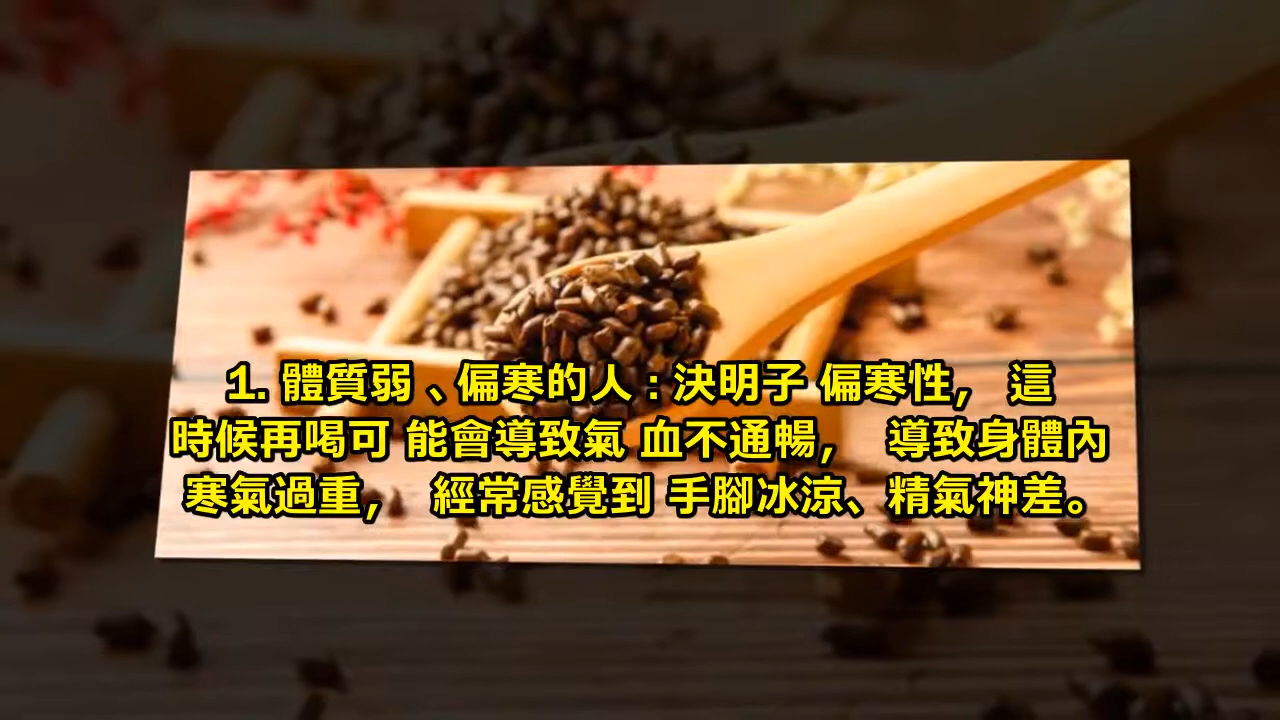 1. 體質弱、偏寒的人：決明子 偏寒性， 這
時候再喝可 能會導致氣 血不通暢， 導致身體內
寒氣過重， 經常感覺到 手腳冰涼、精氣神差。